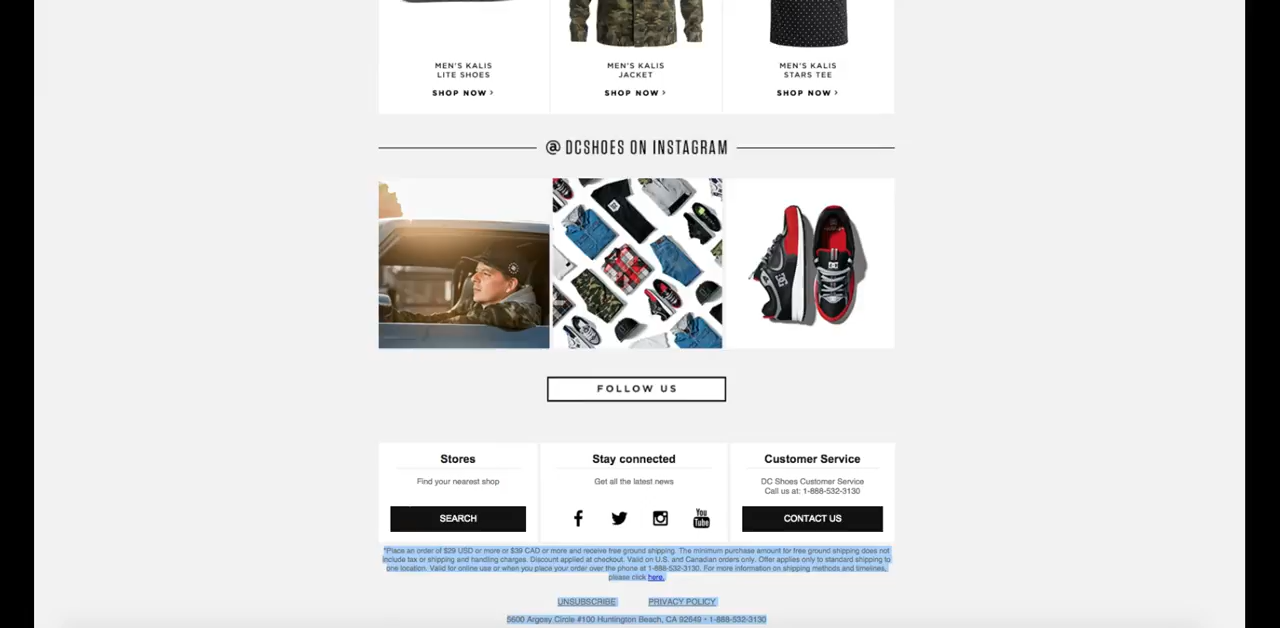 MEN'S KALIS
LITE SHOES
SHOP NOW >
MEN'S KALIS
JACKET
SHOP NOW >
MEN'S KALIS
STARS TEE
SHOP NOW >
@ DCSHOES ON INSTAGRAM
FOLLOW US
Stores
Find your nearest shop
SEARCH
Stay connected
Get all the latest news
You
Tube
Customer Service
DC Shoes Customer Service
Call us at: 1-888-532-3130
CONTACT US
*Place an order of $29 USD or more or $39 CAD or more and receive free ground shipping. The minimum purchase amount for free ground shipping does not
include tax or shipping and handling charges. Discount applied at checkout. Valid on U.S. and Canadian orders only. Offer applies only to standard shipping to
one location. Valid for online use or when you place your order over the phone at 1-888-532-3130. For more information on shipping methods and timelines,
please click here.
UNSUBSCRIBE PRIVACY POLICY
5600 Argosy Circle #100 Huntington Beach, CA 92649 - 1-888-532-3130